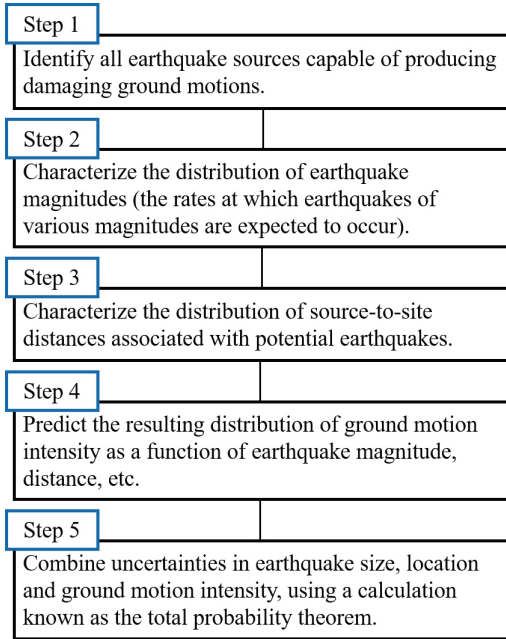 Step 1
Identify all earthquake sources capable of producing
damaging ground motions.
Step 2
Characterize the distribution of earthquake
magnitudes (the rates at which earthquakes of
various magnitudes are expected to occur).
Step 3
Characterize the distribution of source-to-site
distances associated with potential earthquakes.
Step 4
Predict the resulting distribution of ground motion
intensity as a function of earthquake magnitude,
distance, etc.
Step 5
Combine uncertainties in earthquake size, location
and ground motion intensity, using a calculation
known as the total probability theorem.